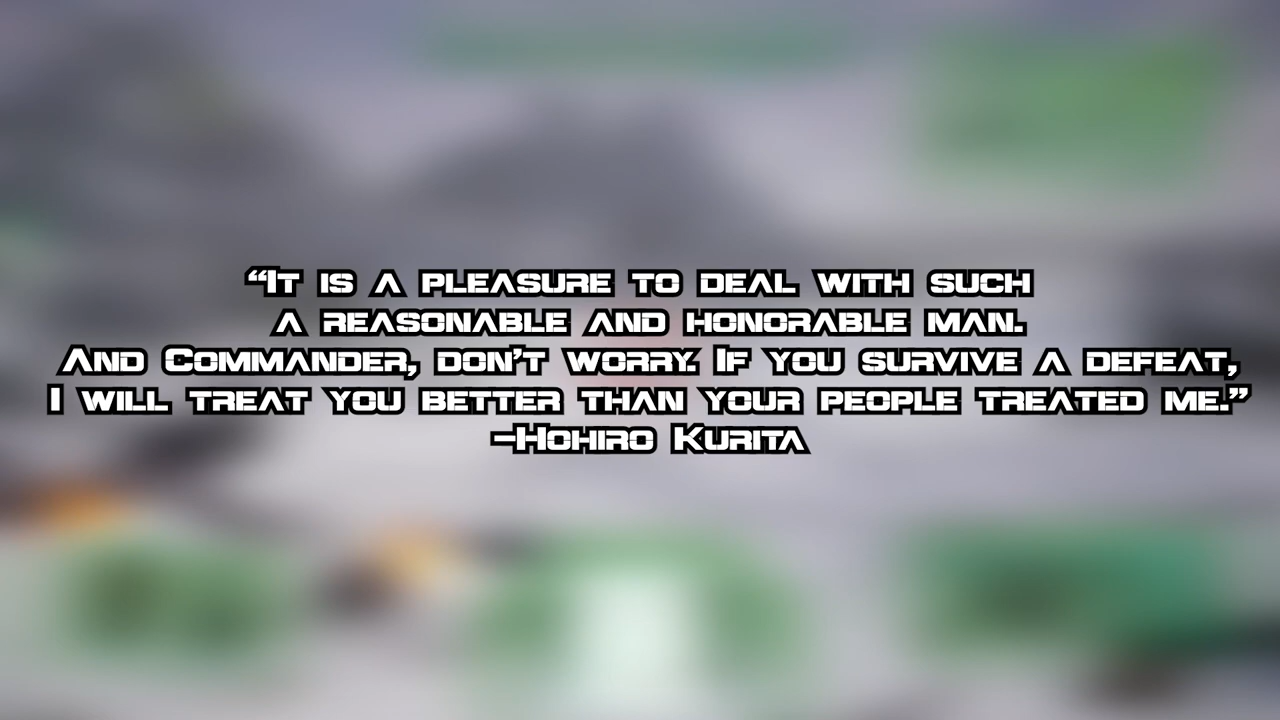 “It is a pleasure to deal with such
a reasonable and honorable man.
And Commander, don’t worry. If you survive a defeat,
I will treat you better than your people treated me.”
-Hohiro Kurita